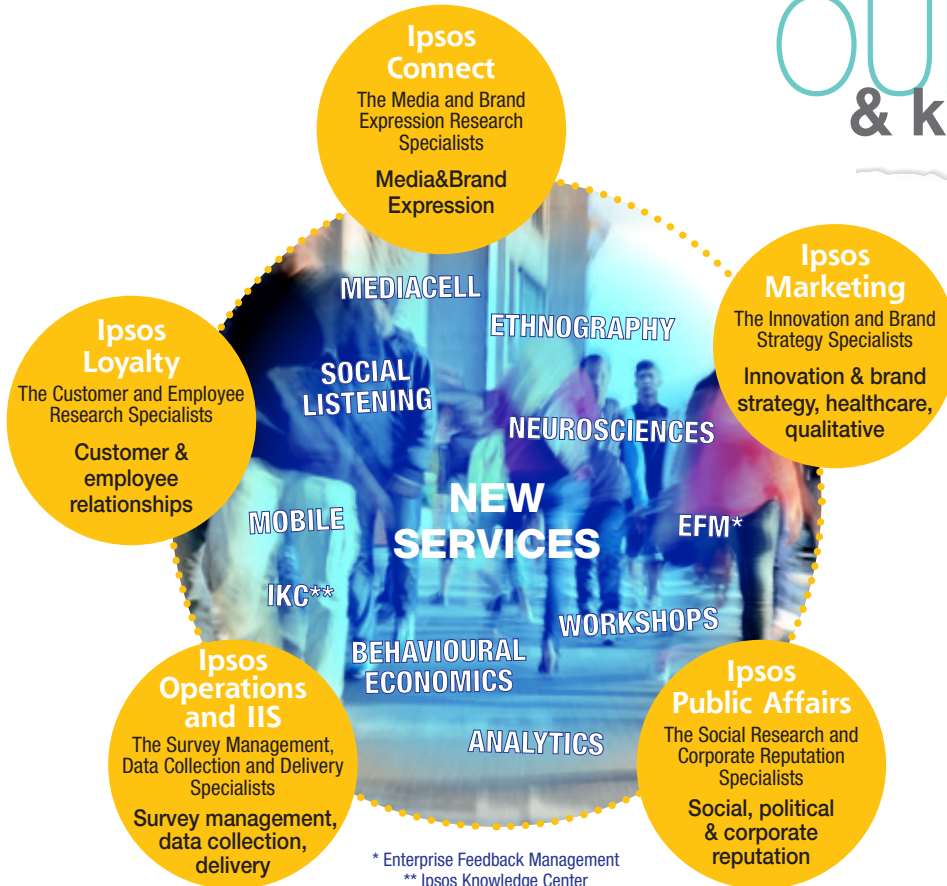 Ipsos
Connect
The Media and Brand
Expression Research
Specialists
Media&Brand
Expression
& k
Ipsos
Marketing
The Innovation and Brand
Strategy Specialists
Innovation & brand
strategy, healthcare,
qualitative
Ipsos
Loyalty
The Customer and Employee
Research Specialists
Customer &
employee
relationships
MEDIACELL
ETHNOGRAPHY
SOCIAL
LISTENING
NEUROSCIENCES
NEW
SERVICES
MOBILE
EFM*
IKC**
WORKSHOPS
BEHAVIOURAL
ECONOMICS
ANALYTICS
Ipsos
Operations
and IIS
The Survey Management,
Data Collection and Delivery
Specialists
Survey management,
data collection,
delivery
Ipsos
Public Affairs
The Social Research and
Corporate Reputation
Specialists
Social, political
& corporate
reputation
* Enterprise Feedback Management
** Ipsos Knowledge Center